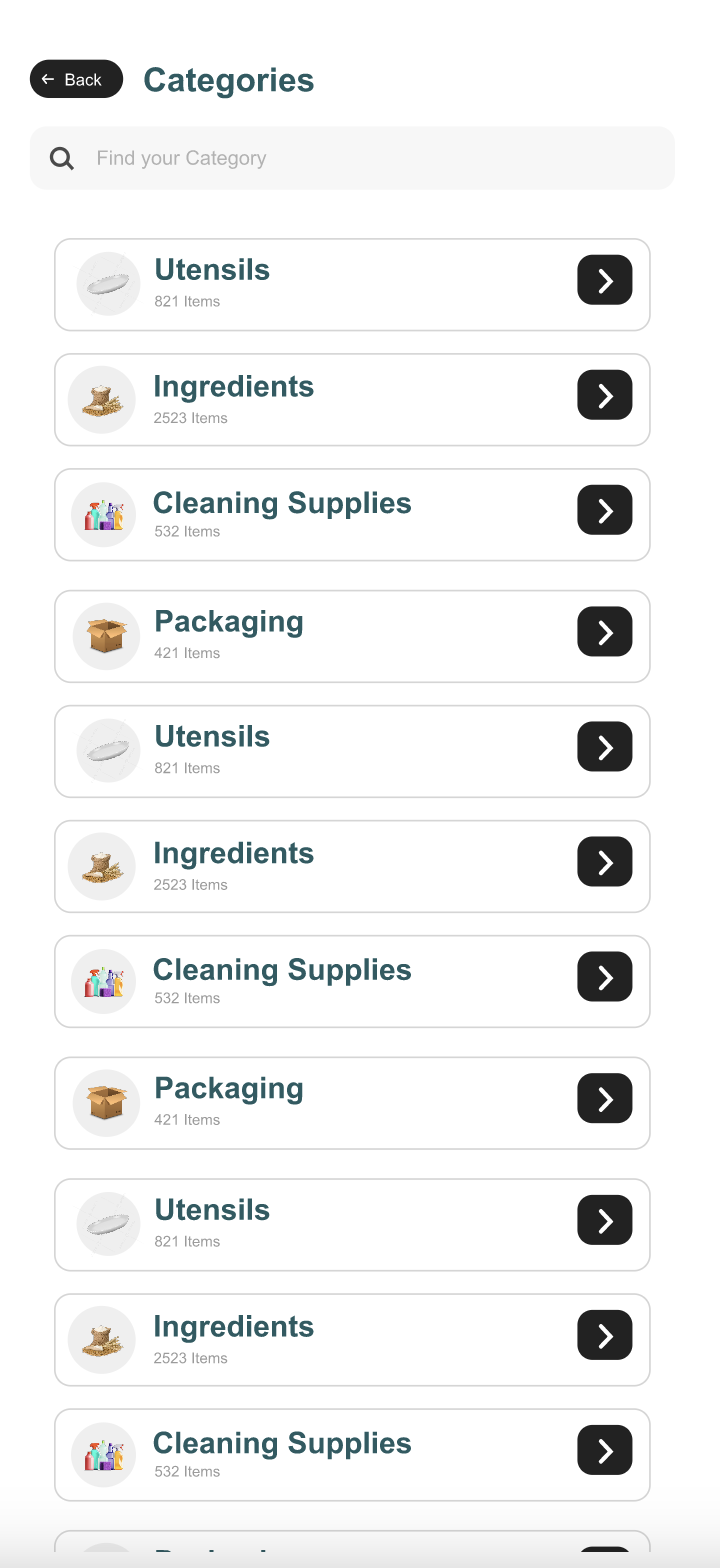 Back
Categories
Find your Category
Utensils
821 Items
Ingredients
2523 Items
Cleaning Supplies
532 Items
Packaging
421 Items
Utensils
821 Items
Ingredients
2523 Items
Cleaning Supplies
532 Items
Packaging
421 Items
Utensils
821 Items
Ingredients
2523 Items
Cleaning Supplies
532 Items